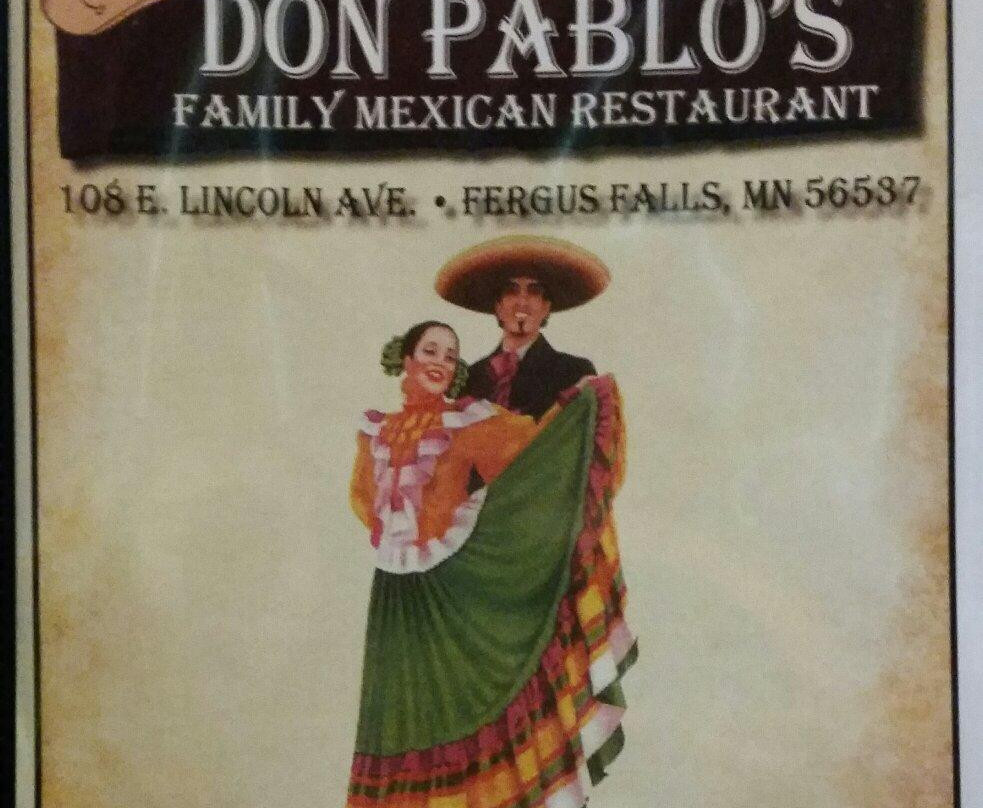 DON PABLO'S
FAMILY MEXICAN RESTAURANT
108 E. LINCOLN AVE. • FERGUS FALLS, MN 56537